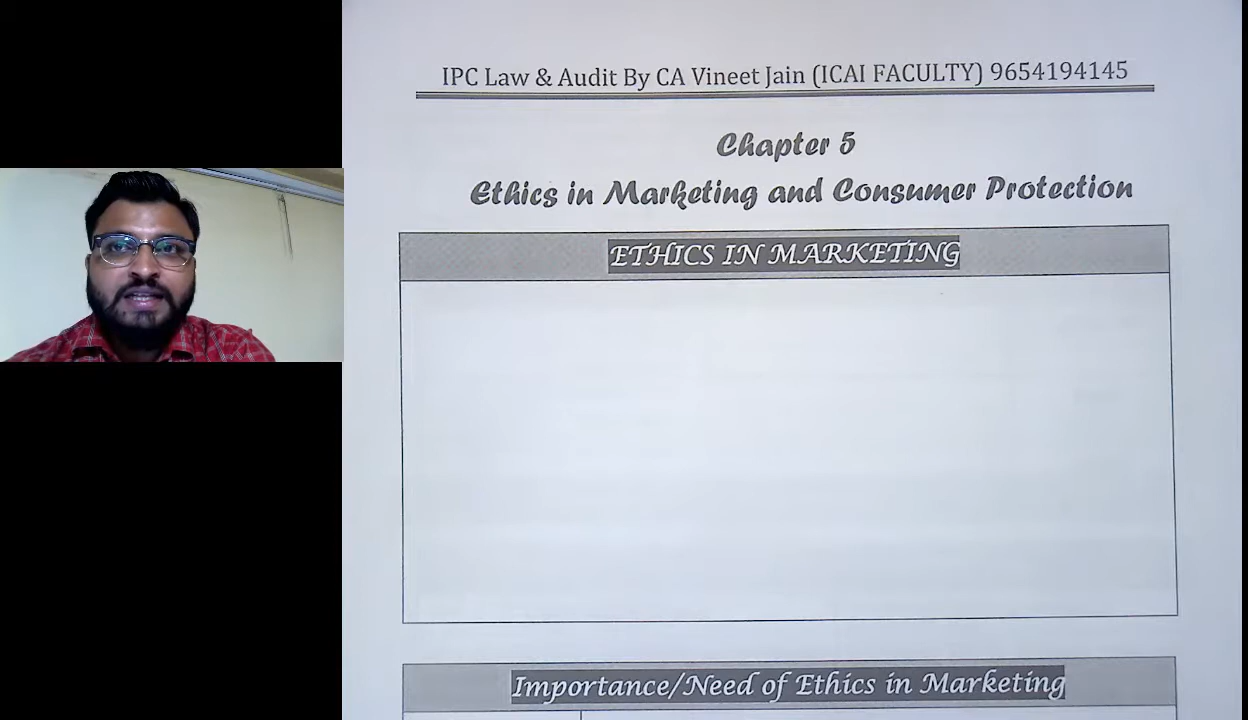 IPC Law & Audit By CA Vineet Jain (ICAI FACULTY) 9654194145
Chapter 5
Ethics in Marketing and Consumer Protection
ETHICS IN MARKETING
Importance/Need of Ethics in Marketing